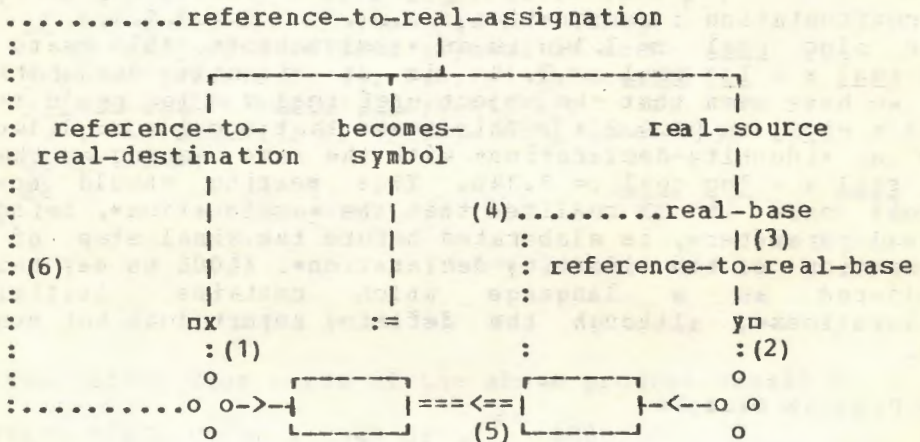 reference-to-real-assignation
reference-to- becomes- real-source
real-destination symbol
(4) real-base
(3)
(6) reference-to-real-base
¤x := y¤
(1) (2)
o o
o o-> ===<== <-o o
o (5) o